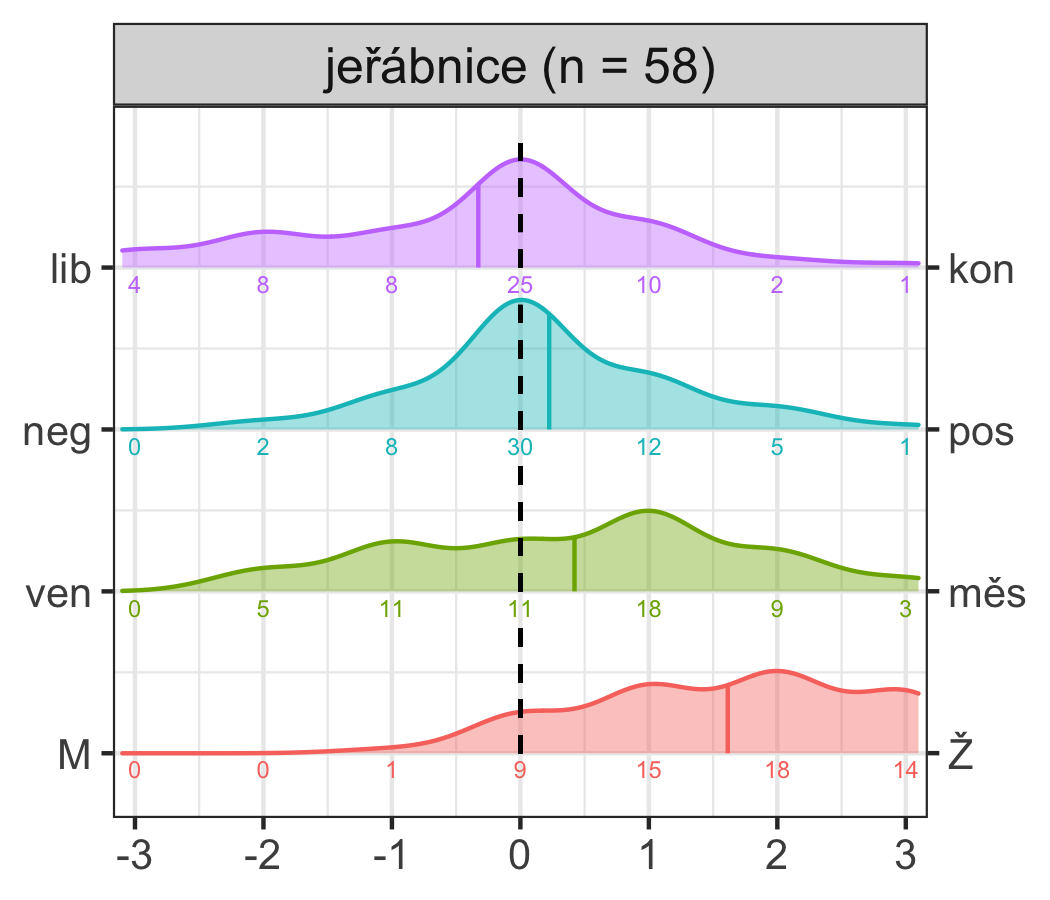 jeřábnice (n = 58)
lib kon
4 8 8 25 10 2 1
neg pos
0 2 8 30 12 5 1
ven měs
0 5 11 11 18 9 3
M Ž
0 0 1 9 15 18 14
-3 -2 -1 0 1 2 3